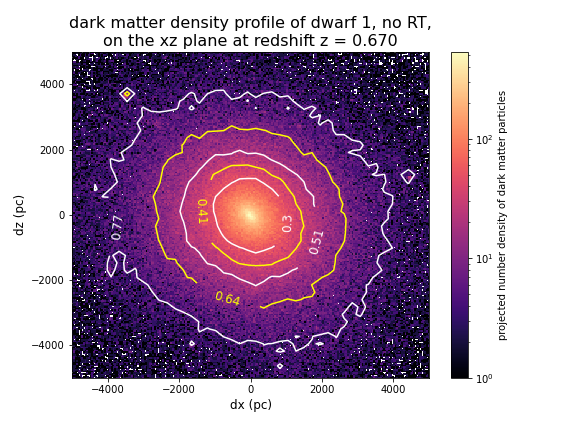 dark matter density profile of dwarf 1, no RT,
on the xz plane at redshift z = 0.670
dz (pc)
4000
2000
0
−2000
−4000
0.77
0.41
0.3
0.51
0.64
−4000 −2000 0 2000 4000
dx (pc)
10²
10¹
10⁰
projected number density of dark matter particles